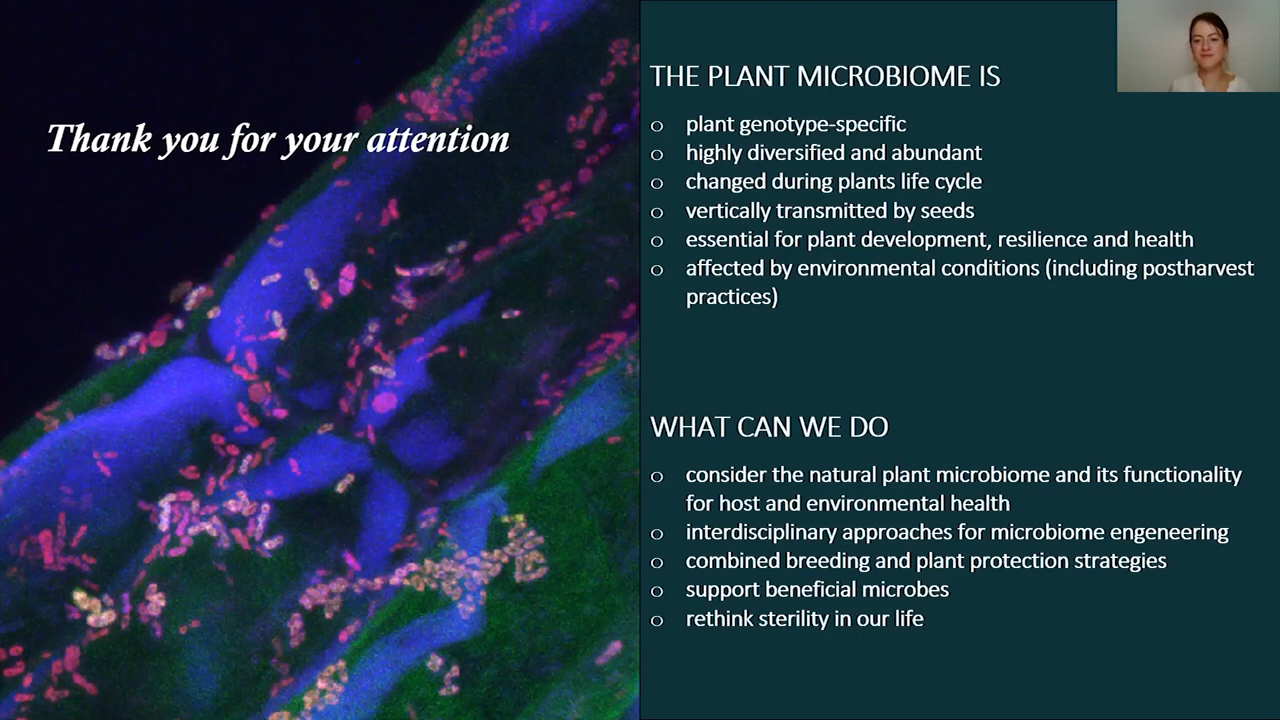 Thank you for your attention
THE PLANT MICROBIOME IS
o plant genotype-specific
o highly diversified and abundant
o changed during plants life cycle
o vertically transmitted by seeds
o essential for plant development, resilience and health
o affected by environmental conditions (including postharvest
practices)
WHAT CAN WE DO
o consider the natural plant microbiome and its functionality
for host and environmental health
o interdisciplinary approaches for microbiome engeneering
o combined breeding and plant protection strategies
o support beneficial microbes
o rethink sterility in our life